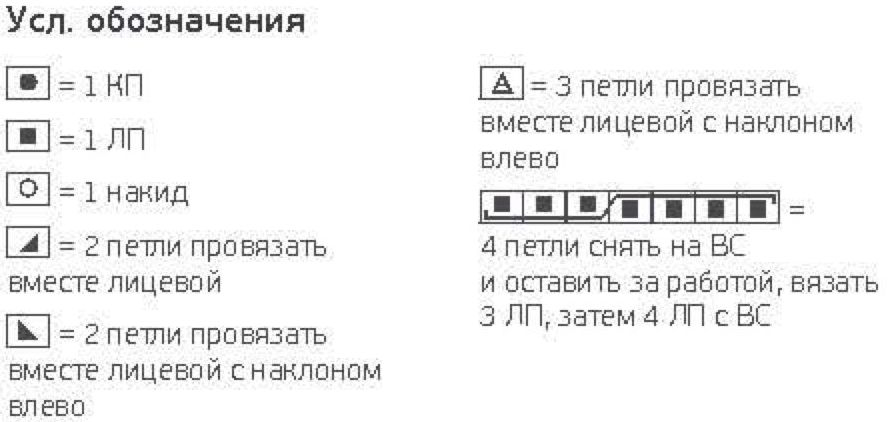 Усл. обозначения
= 1 КП
= 1 ЛП
= 1 накид
= 2 петли провязать
вместе лицевой
= 2 петли провязать
вместе лицевой с наклоном
влево
= 3 петли провязать
вместе лицевой с наклоном
влево
=
4 петли снять на ВС
и оставить за работой, вязать
3 ЛП, затем 4 ЛП с ВС